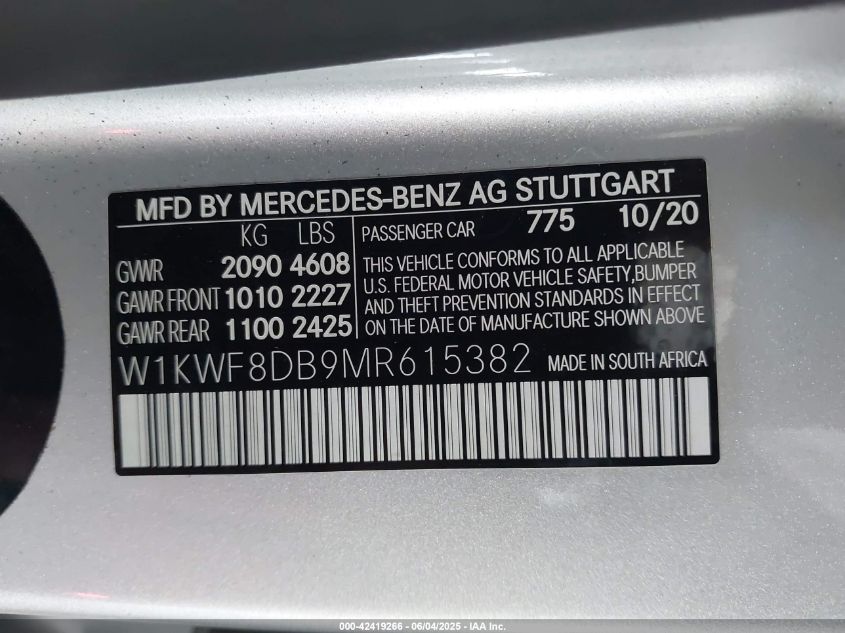 MFD BY MERCEDES-BENZ AG STUTTGART
KG LBS
GVWR 2090 4608
GAWR FRONT 1010 2227
GAWR REAR 1100 2425
PASSENGER CAR 775 10/20
THIS VEHICLE CONFORMS TO ALL APPLICABLE
U.S. FEDERAL MOTOR VEHICLE SAFETY,BUMPER
AND THEFT PREVENTION STANDARDS IN EFFECT
ON THE DATE OF MANUFACTURE SHOWN ABOVE
W1KWF8DB9MR615382 MADE IN SOUTH AFRICA
000-42419266 - 06/04/2025 - IAA Inc.